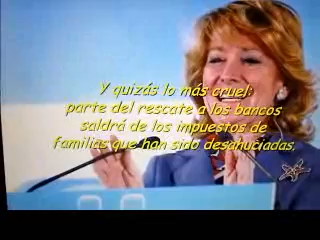 Y quizás lo más cruel:
parte del rescate a los bancos
saldrá de los impuestos de
familias que han sido desahuciadas.